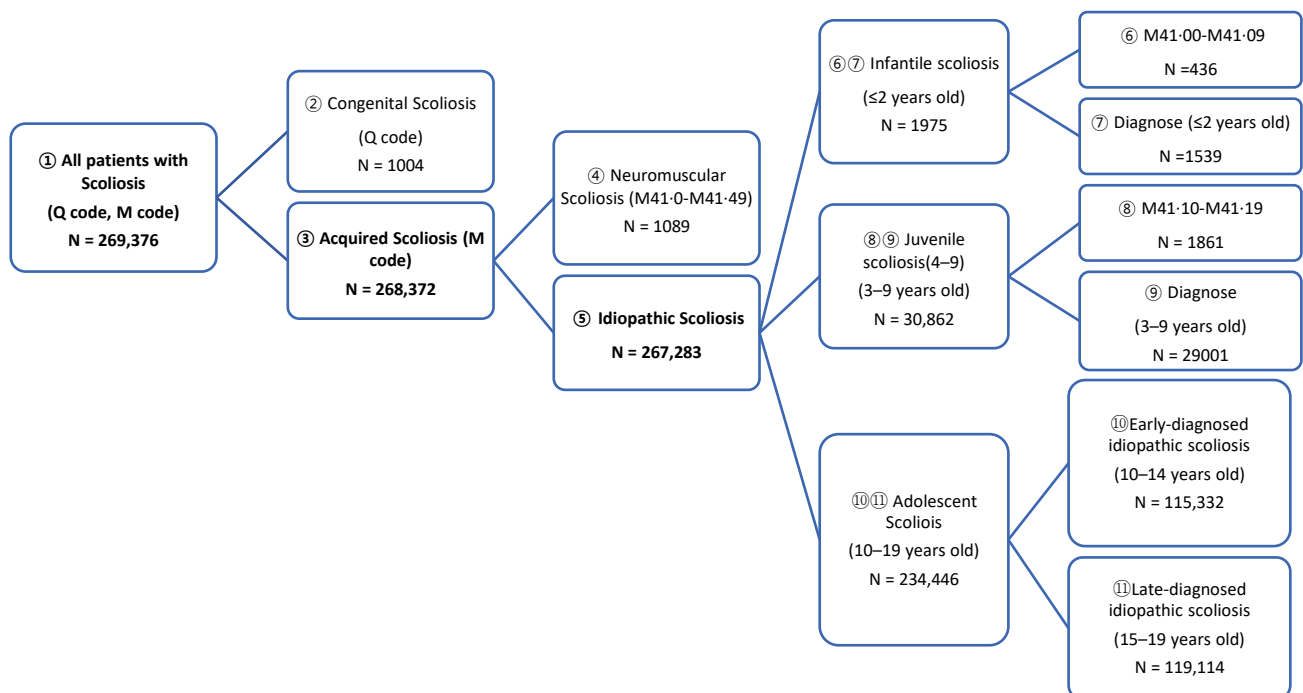 ① All patients with
Scoliosis
(Q code, M code)
N = 269,376
② Congenital Scoliosis
(Q code)
N = 1004
③ Acquired Scoliosis (M
code)
N = 268,372
④ Neuromuscular
Scoliosis (M41·0-M41·49)
N = 1089
⑤ Idiopathic Scoliosis
N = 267,283
⑥⑦ Infantile scoliosis
(≤2 years old)
N = 1975
⑧⑨ Juvenile
scoliosis(4–9)
(3–9 years old)
N = 30,862
⑩⑪ Adolescent
Scoliois
(10–19 years old)
N = 234,446
⑥ M41·00-M41·09
N =436
⑦ Diagnose (≤2 years old)
N =1539
⑧ M41·10-M41·19
N = 1861
⑨ Diagnose
(3–9 years old)
N = 29001
⑩Early-diagnosed
idiopathic scoliosis
(10–14 years old)
N = 115,332
⑪Late-diagnosed
idiopathic scoliosis
(15–19 years old)
N = 119,114